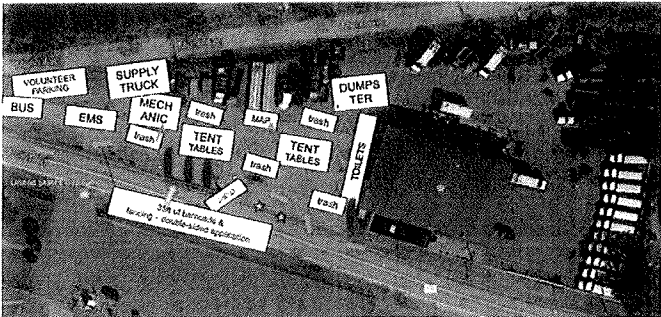 VOLUNTEER
PARKING
SUPPLY
TRUCK
DUMPS
TER
BUS
EMS
MECH
ANIC
trash
MAP
trash
trash
TENT
TABLES
TENT
TABLES
trash
TOILETS
trash
35ft of barricade &
fencing - double-sided application